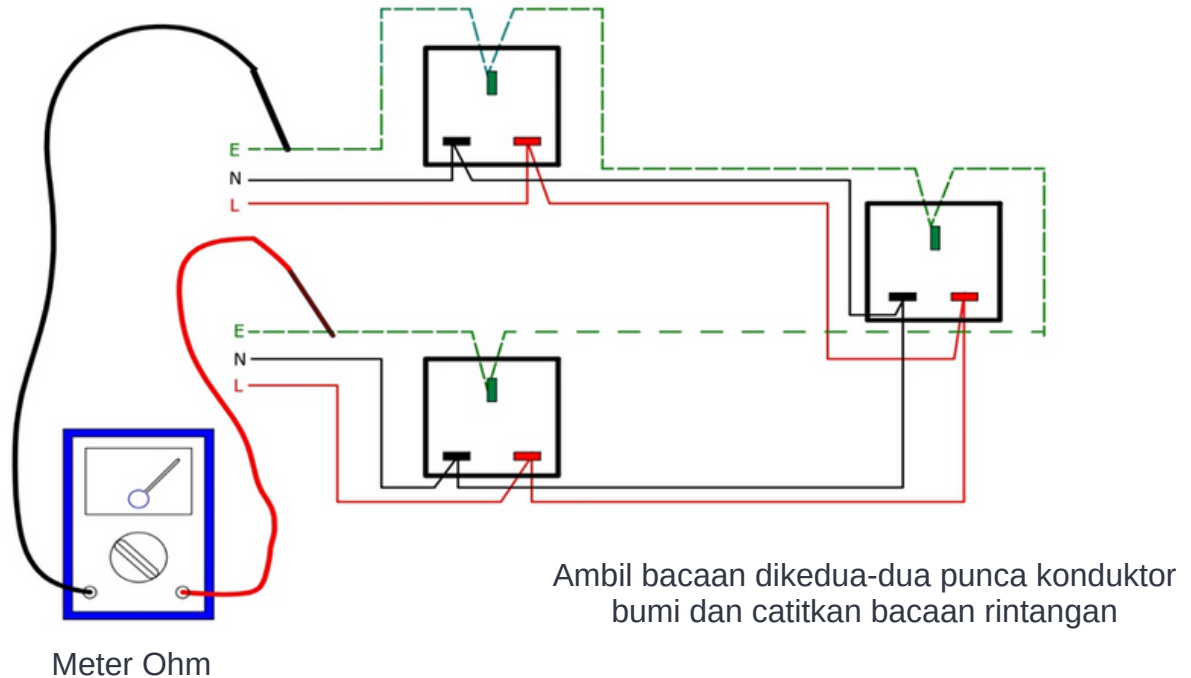 E
N
L
E
N
L
Ambil bacaan dikedua-dua punca konduktor
bumi dan catitkan bacaan rintangan
Meter Ohm